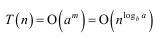 T(n) = O(a^m) = O(n^{log_b a})